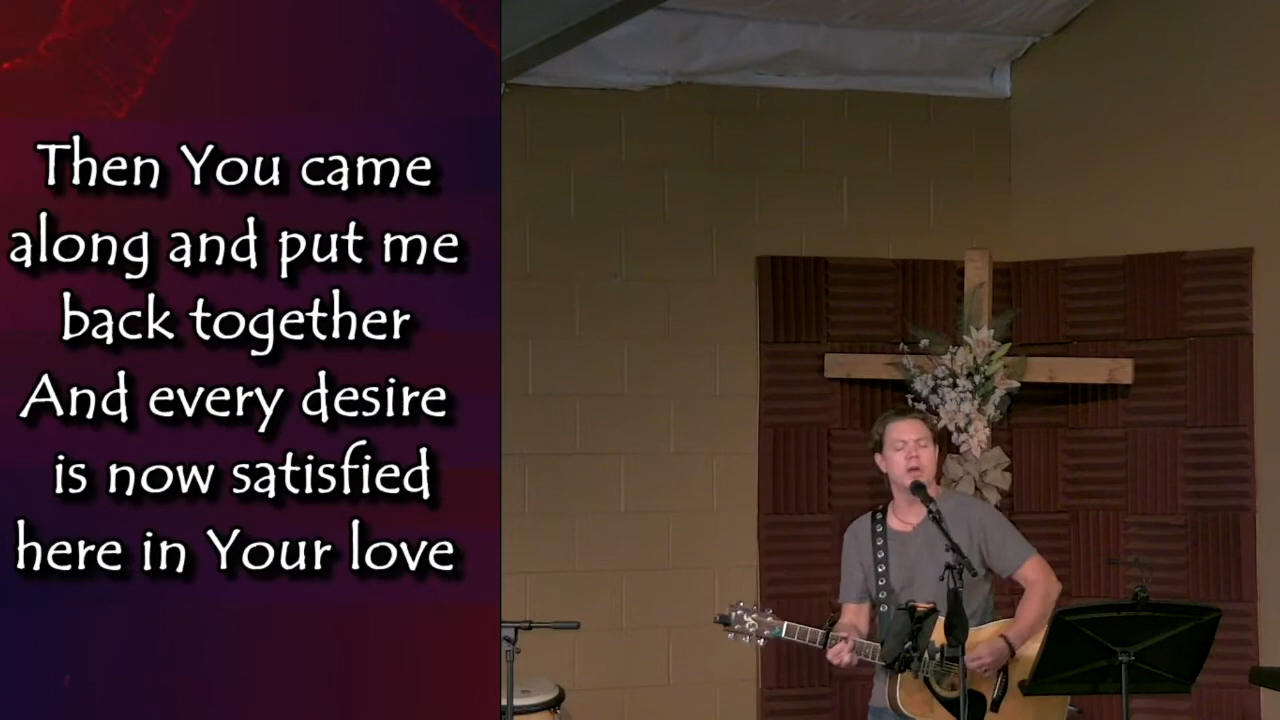 Then You came
along and put me
back together
And every desire
is now satisfied
here in Your love